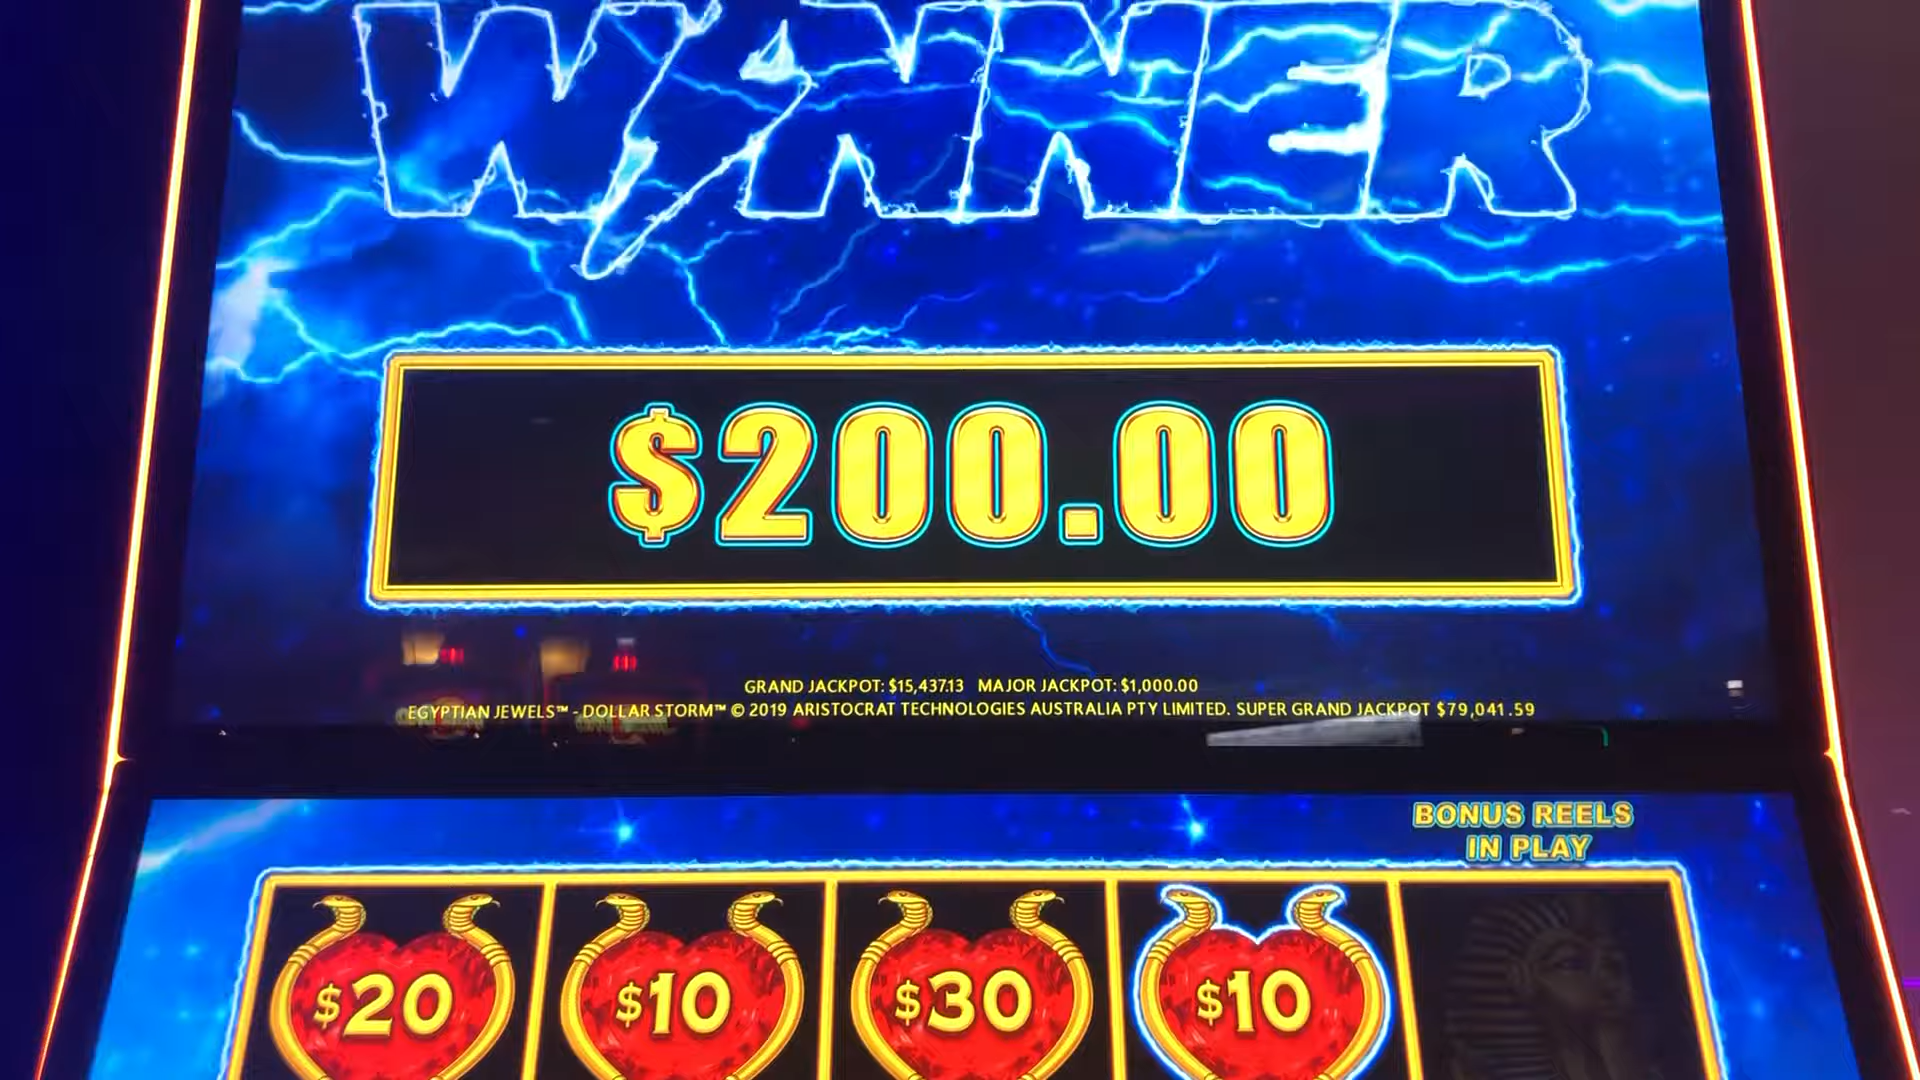 WINNER
$200.00
GRAND JACKPOT: $15,437.13 MAJOR JACKPOT: $1,000.00
EGYPTIAN JEWELS™ - DOLLAR STORM™ © 2019 ARISTOCRAT TECHNOLOGIES AUSTRALIA PTY LIMITED. SUPER GRAND JACKPOT $79,041.59
BONUS REELS
IN PLAY
$20 $10 $30 $10